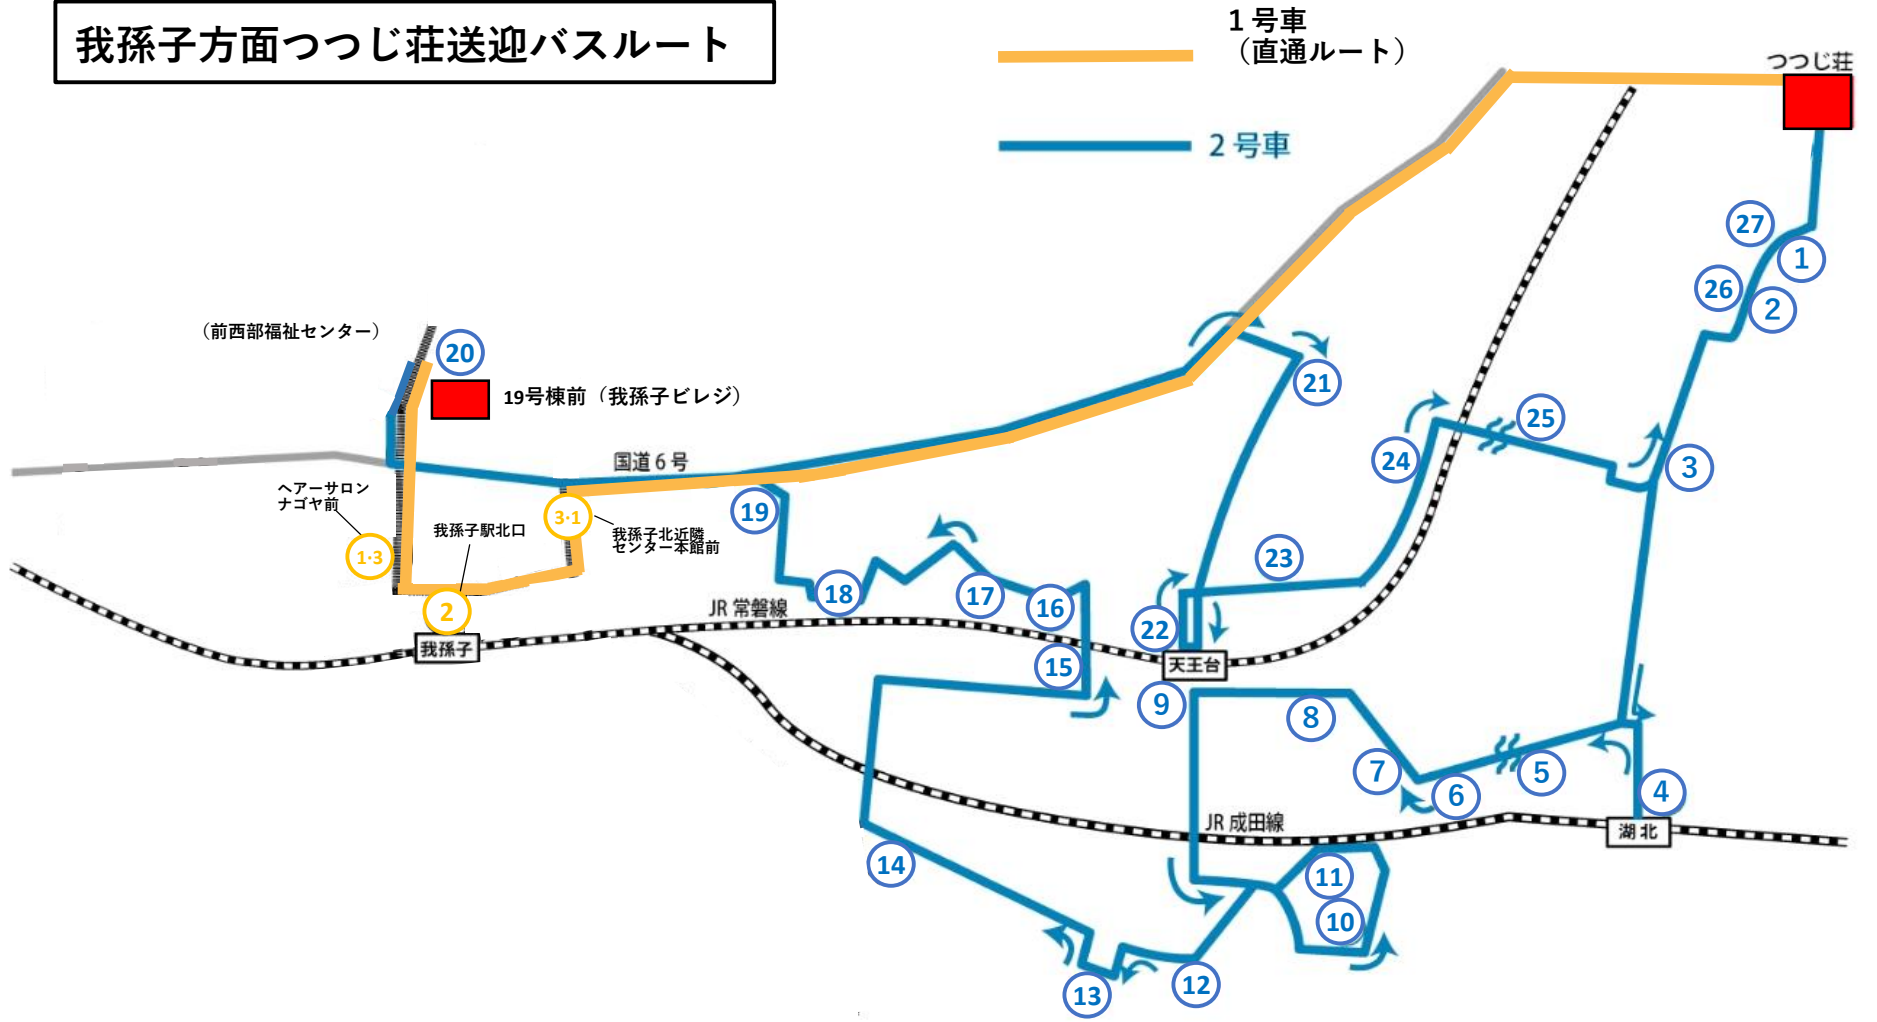 我孫子方面つつじ荘送迎バスルート
1号車
（直通ルート）
2号車
つつじ荘
27
1
26
2
（前西部福祉センター）
20
19号棟前（我孫子ビレジ）
21
25
24
3
国道6号
ヘアーサロン
ナゴヤ前
3·1
19
我孫子北近隣
センター本館前
我孫子駅北口
1·3
23
18
17
16
2
JR 常磐線
22
我孫子
15
天王台
9
8
7
5
6
4
JR 成田線
湖北
14
11
10
12
13